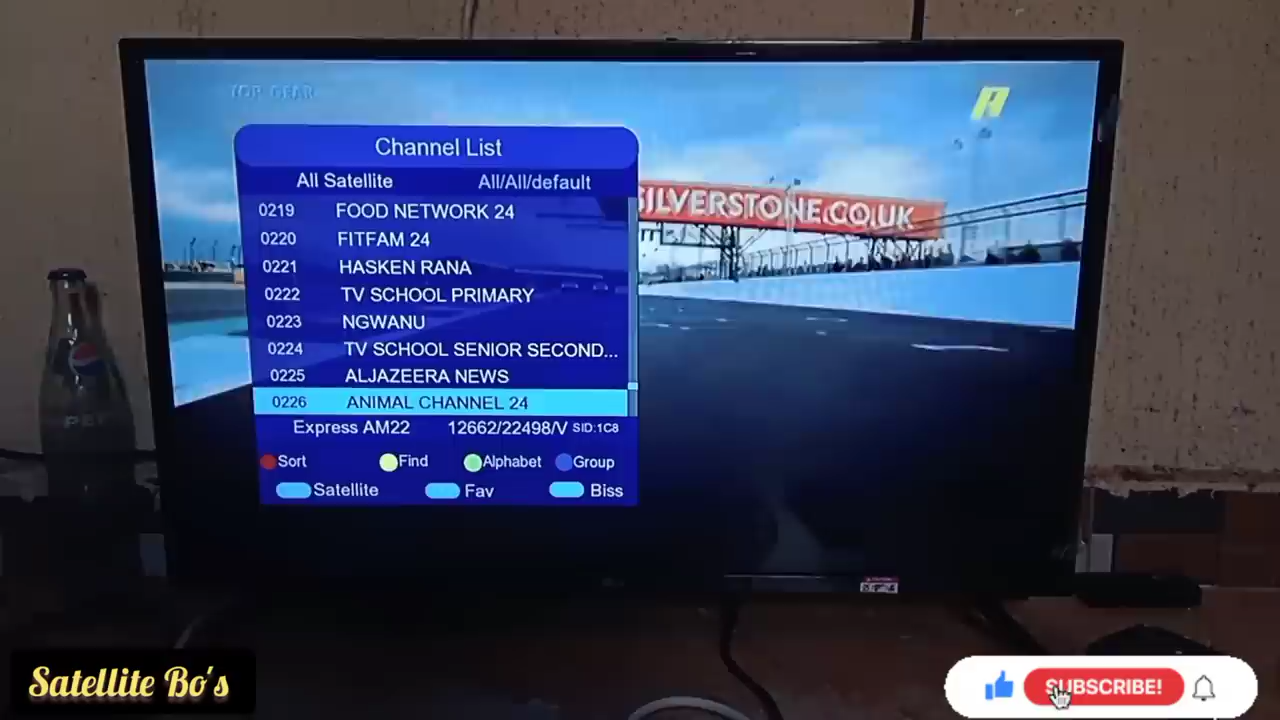 TOP GEAR
Channel List
All Satellite All/All/default
0219 FOOD NETWORK 24
0220 FITFAM 24
0221 HASKEN RANA
0222 TV SCHOOL PRIMARY
0223 NGWANU
0224 TV SCHOOL SENIOR SECOND...
0225 ALJAZEERA NEWS
0226 ANIMAL CHANNEL 24
Express AM22 12662/22498/V SID:1C8
Sort Find Alphabet Group
Satellite Fav Biss
SILVERSTONE.CO.UK
Satellite Bo's
SUBSCRIBE!